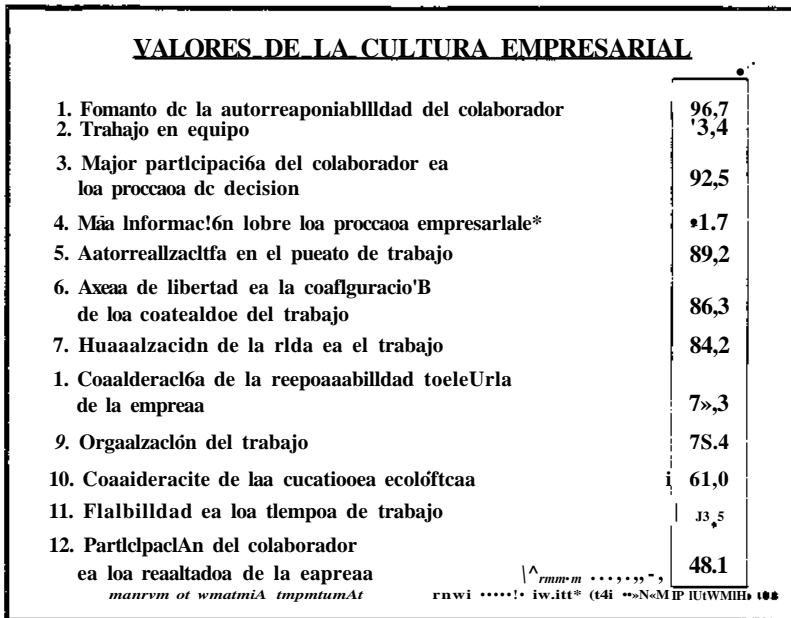 VALORES DE LA CULTURA EMPRESARIAL
1. Fomanto dc la autorreaponiabllldad del colaborador 96,7
2. Trahajo en equipo '3,4
3. Major partlcipaci6a del colaborador ea
loa proccaoa dc decision 92,5
4. Mãa lnformac!6n lobre loa proccaoa empresarlale* •1.7
5. Aatorreallzacltfa en el pueato de trabajo 89,2
6. Axeaa de libertad ea la coaflguracio'B
de loa coatealdoe del trabajo 86,3
7. Huaaalzacidn de la rlda ea el trabajo 84,2
1. Coaalderacl6a de la reepoaaabilldad toeleUrla
de la empreaa 7»,3
9. Orgaalzaclón del trabajo 7S.4
10. Coaaideracite de laa cucatiooea ecolóftcaa 61,0
11. Flalbilldad ea loa tlempoa de trabajo J3,5
12. PartlclpaclAn del colaborador
ea loa reaaltadoa de la eapreaa 48.1
manrvm ot wmatmiA tmpmtumAt rnwi